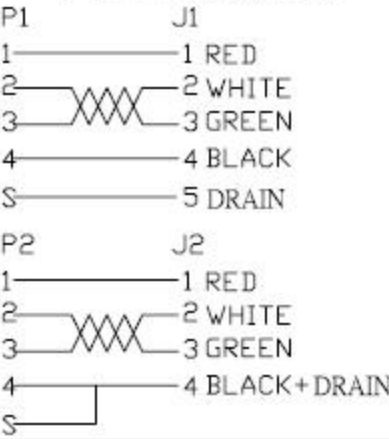 P1 J1
1 1 RED
2 2 WHITE
3 3 GREEN
4 4 BLACK
S 5 DRAIN
P2 J2
1 1 RED
2 2 WHITE
3 3 GREEN
4 4 BLACK+DRAIN
S